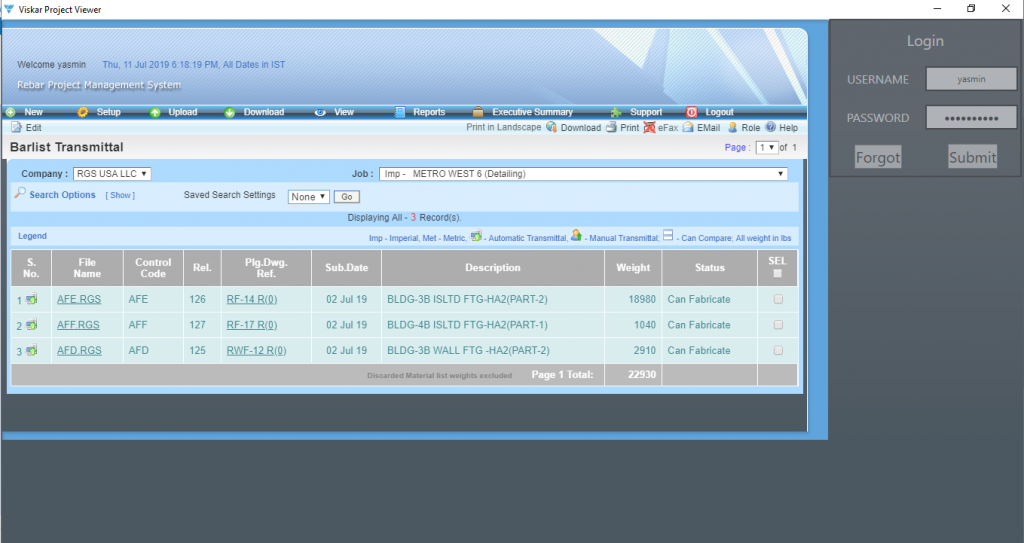 Viskar Project Viewer
Welcome yasmin Thu, 11 Jul 2019 6:18:19 PM, All Dates in IST
Rebar Project Management System
New Setup Upload Download View Reports Executive Summary Support Logout
Edit Print in Landscape Download Print eFax EMail Role Help
Barlist Transmittal Page : 1 of 1
Company : RGS USA LLC Job : Imp - METRO WEST 6 (Detailing)
Search Options [ Show ] Saved Search Settings None Go
Displaying All - 3 Record(s).
Legend Imp - Imperial, Met - Metric, - Automatic Transmittal, - Manual Transmittal; - Can Compare; All weight in lbs
S. No. File Name Control Code Rel. Plg.Dwg. Ref. Sub.Date Description Weight Status SEL
1 AFE.RGS AFE 126 RF-14 R(0) 02 Jul 19 BLDG-3B ISLTD FTG-HA2(PART-2) 18980 Can Fabricate
2 AFF.RGS AFF 127 RF-17 R(0) 02 Jul 19 BLDG-4B ISLTD FTG-HA2(PART-1) 1040 Can Fabricate
3 AFD.RGS AFD 125 RWF-12 R(0) 02 Jul 19 BLDG-3B WALL FTG -HA2(PART-2) 2910 Can Fabricate
Discarded Material list weights excluded Page 1 Total: 22930
Login
USERNAME yasmin
PASSWORD ••••••••••
Forgot Submit